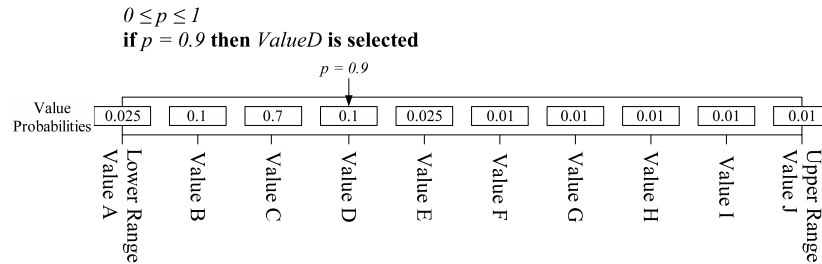 0 ≤ p ≤ 1
if p = 0.9 then ValueD is selected
p = 0.9
Value
Probabilities
0.025
0.1
0.7
0.1
0.025
0.01
0.01
0.01
0.01
0.01
Lower Range
Value A
Value B
Value C
Value D
Value E
Value F
Value G
Value H
Value I
Upper Range
Value J